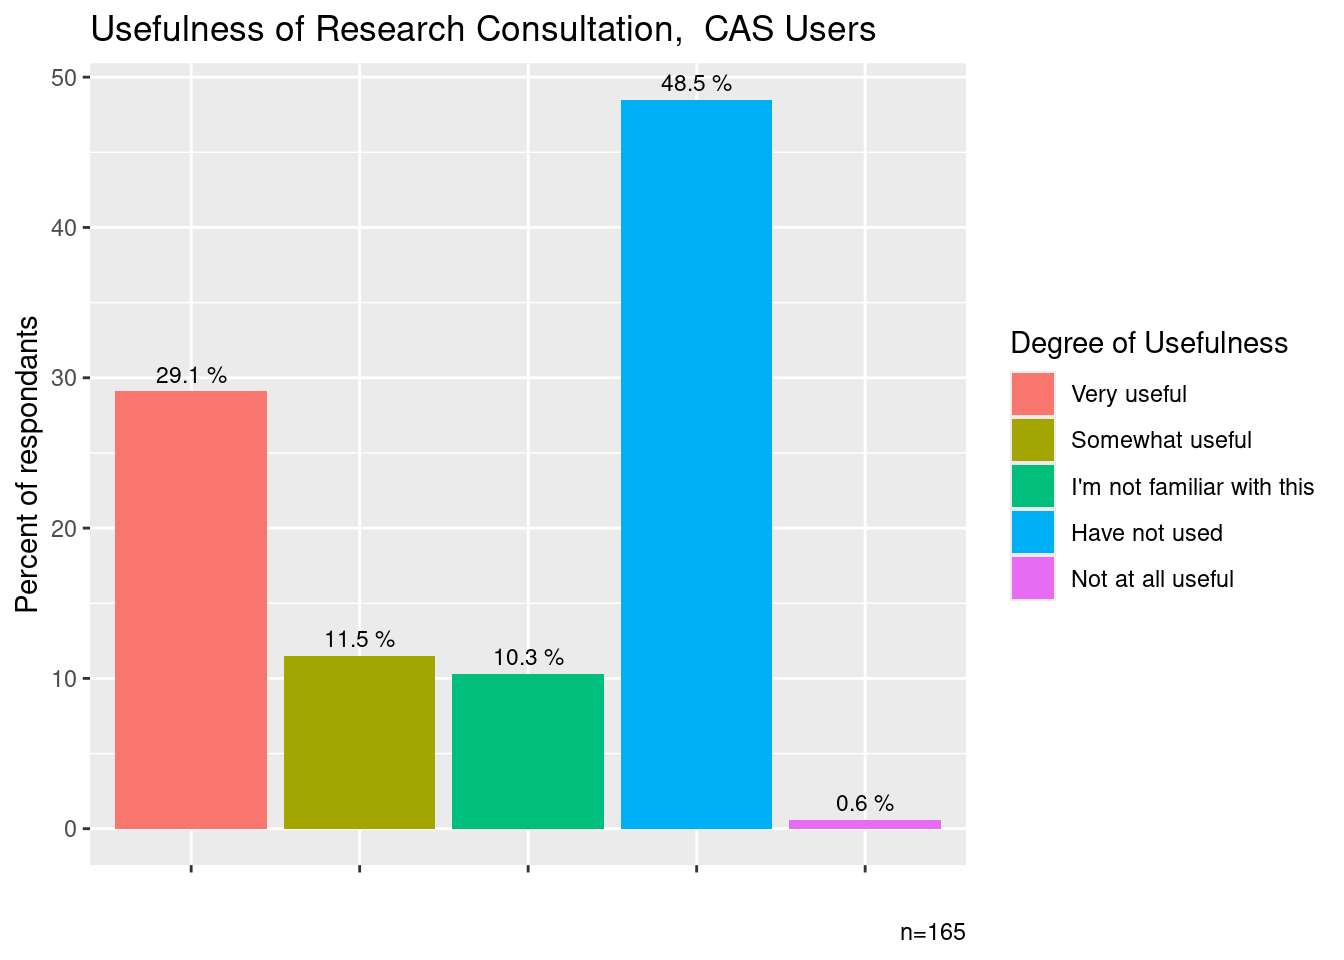 Usefulness of Research Consultation,  CAS Users
Percent of respondants
50
40
30
20
10
0
29.1 %
11.5 %
10.3 %
48.5 %
0.6 %
Degree of Usefulness
Very useful
Somewhat useful
I'm not familiar with this
Have not used
Not at all useful
n=165